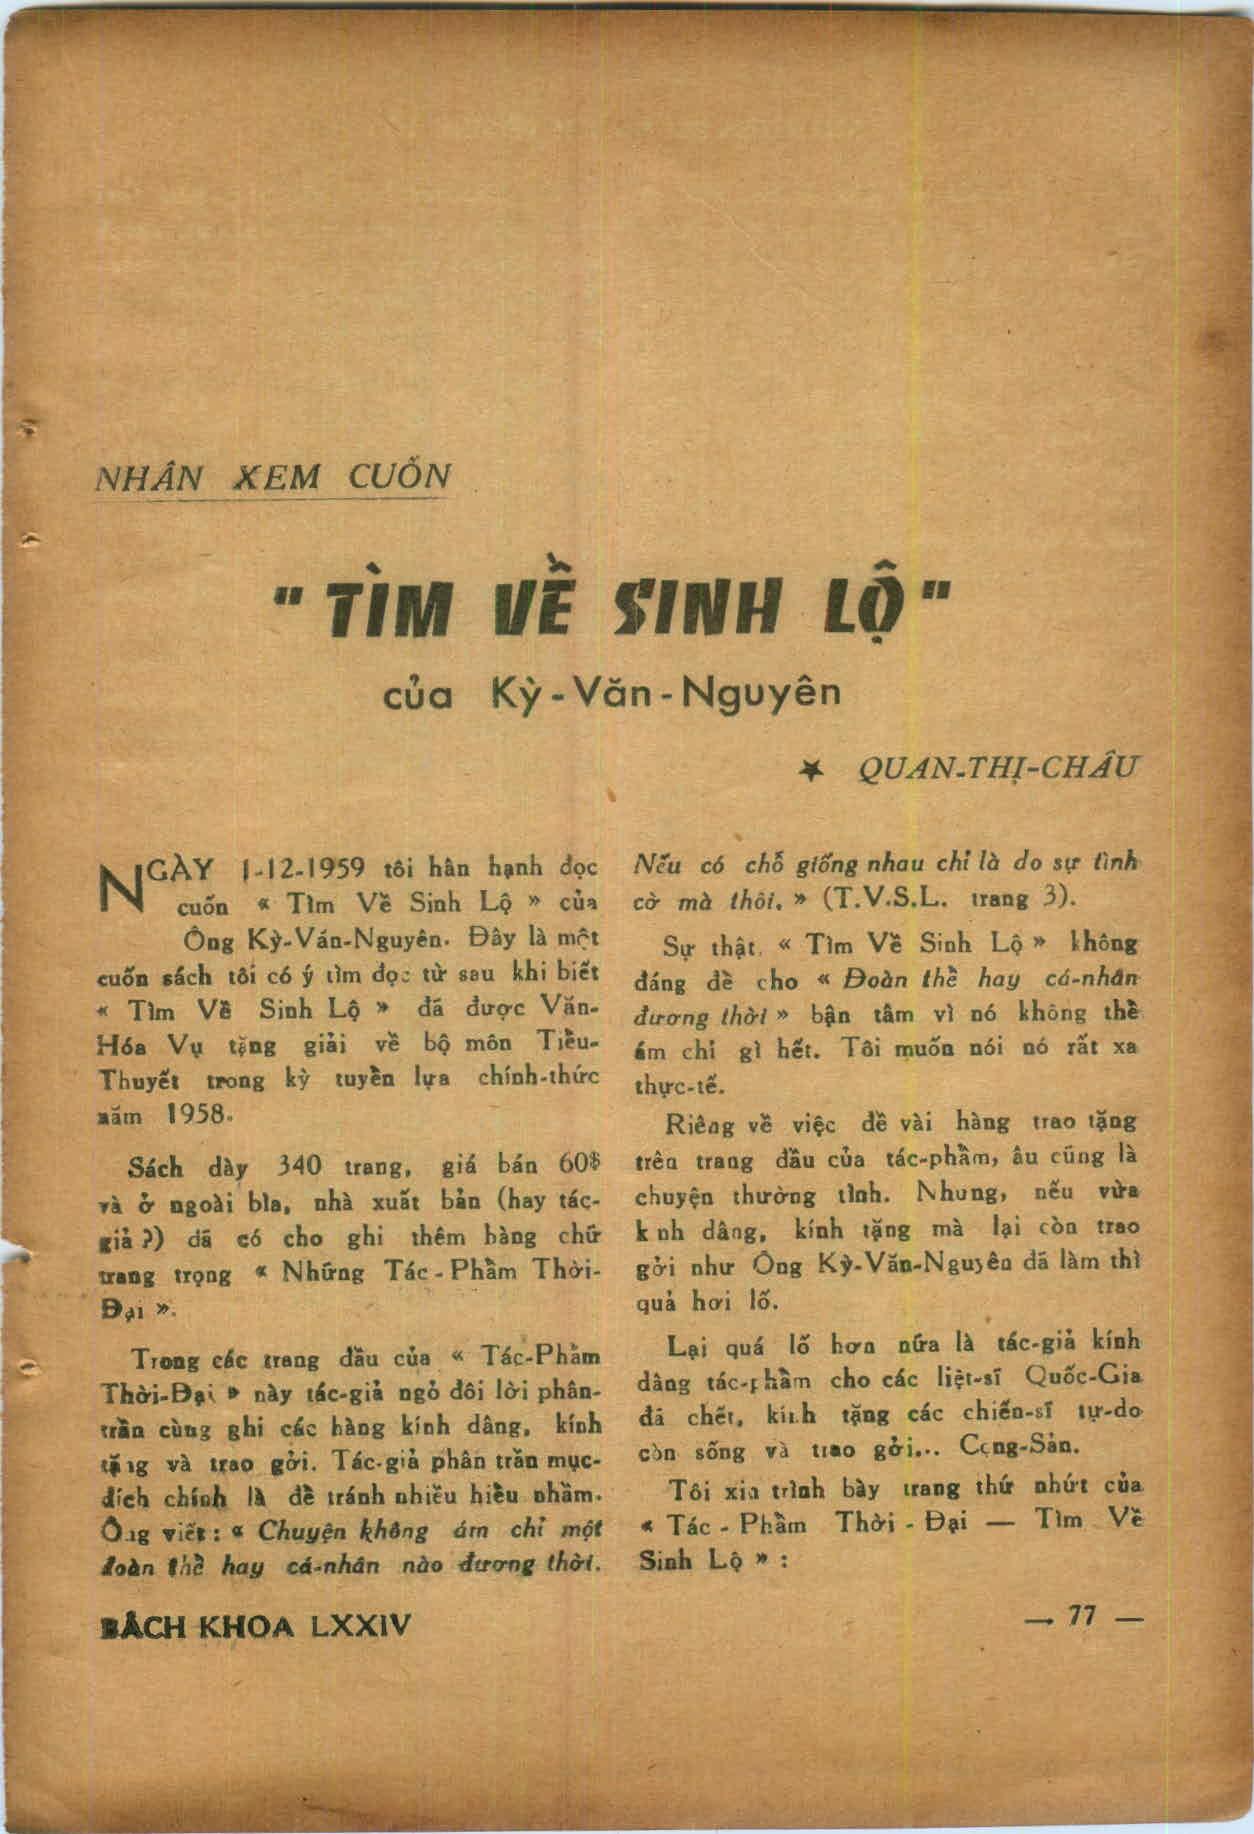 NHÂN XEM CUỐN
"TÌM VỀ SINH LỘ"
của Kỳ-Văn-Nguyên
★ QUAN-THỊ-CHÂU
NGÀY 1-12-1959 tôi hân hạnh đọc
cuốn « Tìm Về Sinh Lộ » của
Ông Kỳ-Văn-Nguyên. Đây là một
cuốn sách tôi có ý tìm đọc từ sau khi biết
« Tìm Về Sinh Lộ » đã được Văn-
Hóa Vụ tặng giải về bộ môn Tiểu-
Thuyết trong kỳ tuyển lựa chính-thức
năm 1958.
Sách dày 340 trang, giá bán 60$
và ở ngoài bìa, nhà xuất bản (hay tác-
giả ?) đã có cho ghi thêm hàng chữ
trang trọng « Những Tác-Phẩm Thời-
Đại ».
Trong các trang đầu của « Tác-Phẩm
Thời-Đại » này tác-giả ngỏ đôi lời phân-
trần cùng ghi các hàng kính dâng, kính
tặng và trao gởi. Tác-giả phân trần mục-
đích chính là để tránh nhiều hiểu nhầm.
Ông viết : « Chuyện không ám chỉ một
đoàn thể hay cá-nhân nào đương thời.
Nếu có chỗ giống nhau chỉ là do sự tình
cờ mà thôi. » (T.V.S.L. trang 3).
Sự thật, « Tìm Về Sinh Lộ » không
đáng để cho « Đoàn thể hay cá-nhân
đương thời » bận tâm vì nó không thể
ám chỉ gì hết. Tôi muốn nói nó rất xa
thực-tế.
Riêng về việc đề vài hàng trao tặng
trên trang đầu của tác-phẩm, âu cũng là
chuyện thường tình. Nhưng, nếu vừa
kính dâng, kính tặng mà lại còn trao
gởi như Ông Kỳ-Văn-Nguyên đã làm thì
quả hơi lố.
Lại quá lố hơn nữa là tác-giả kính
dâng tác-phẩm cho các liệt-sĩ Quốc-Gia
đã chết, kính tặng các chiến-sĩ tự-do
còn sống và trao gởi... Cộng-Sản.
Tôi xin trình bày trang thứ nhứt của
« Tác - Phẩm Thời - Đại — Tìm Về
Sinh Lộ » :
BÁCH KHOA LXXIV
— 77 —